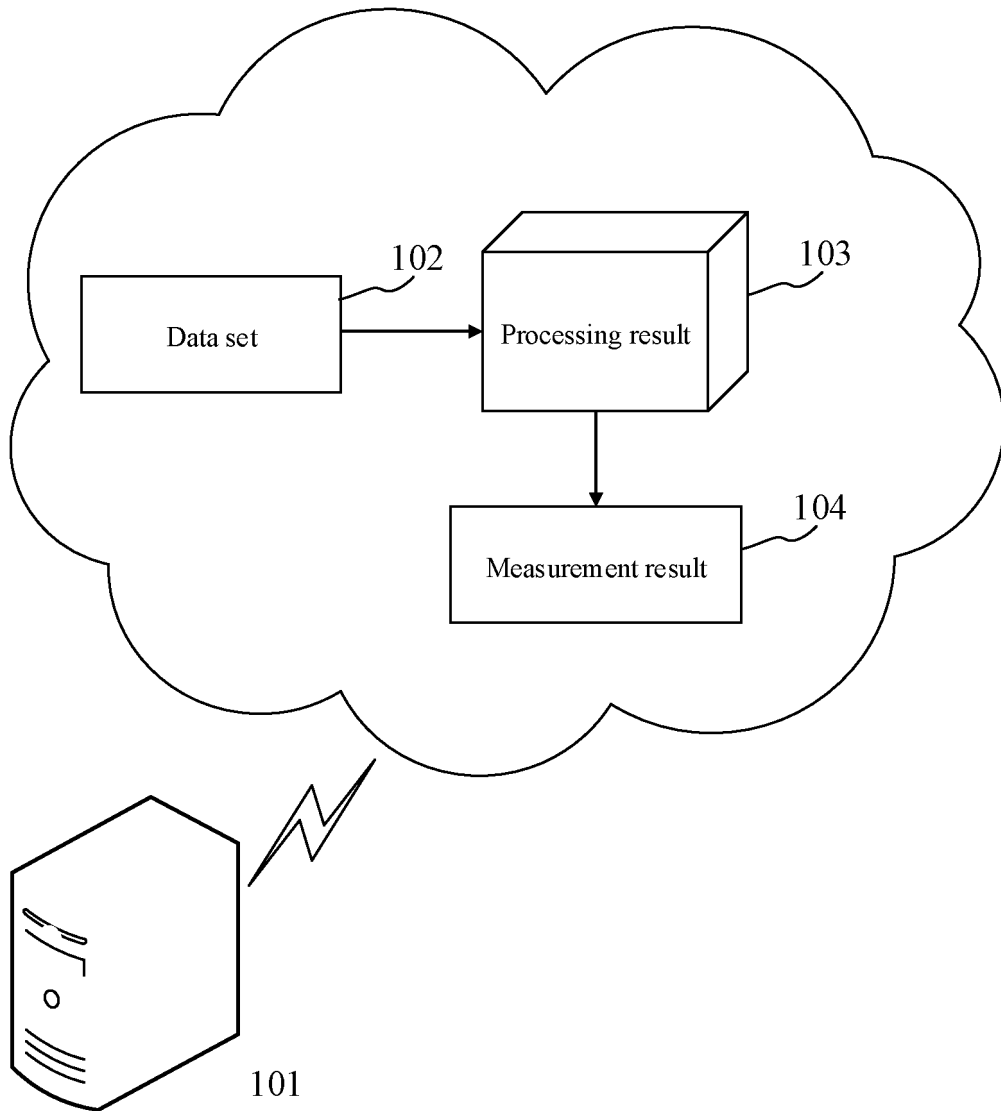 102
103
Data set
Processing result
104
Measurement result
101